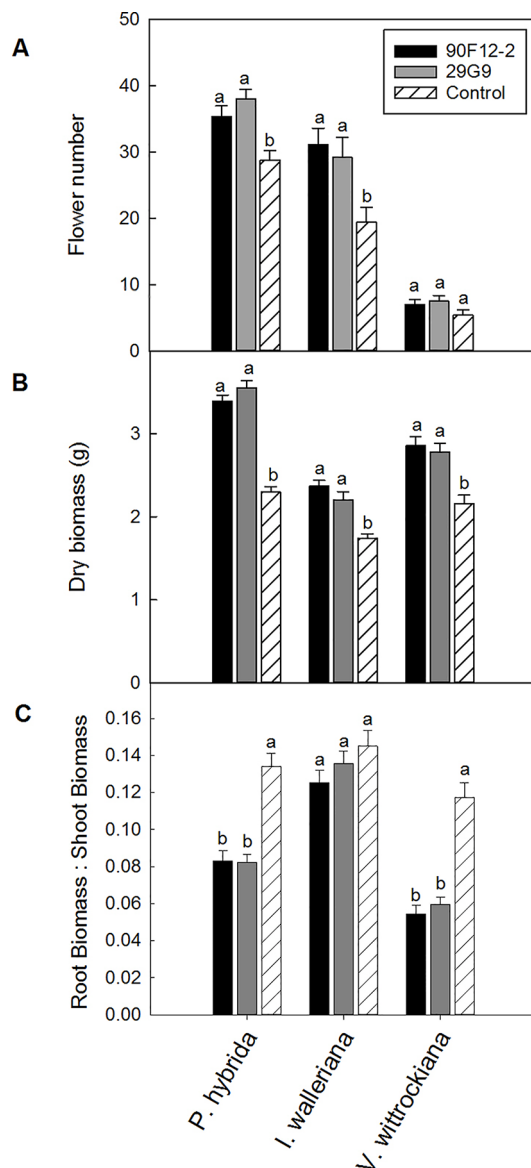 A
90F12-2
29G9
Control
Flower number
50
40
30
20
10
0
a a b
a a b
a a a
B
Dry biomass (g)
3
2
1
0
a a b
a a b
a a b
C
Root Biomass : Shoot Biomass
0.16
0.14
0.12
0.10
0.08
0.06
0.04
0.02
0.00
b b a
a a a
b b a
P. hybrida
I. walleriana
V. wittrockiana